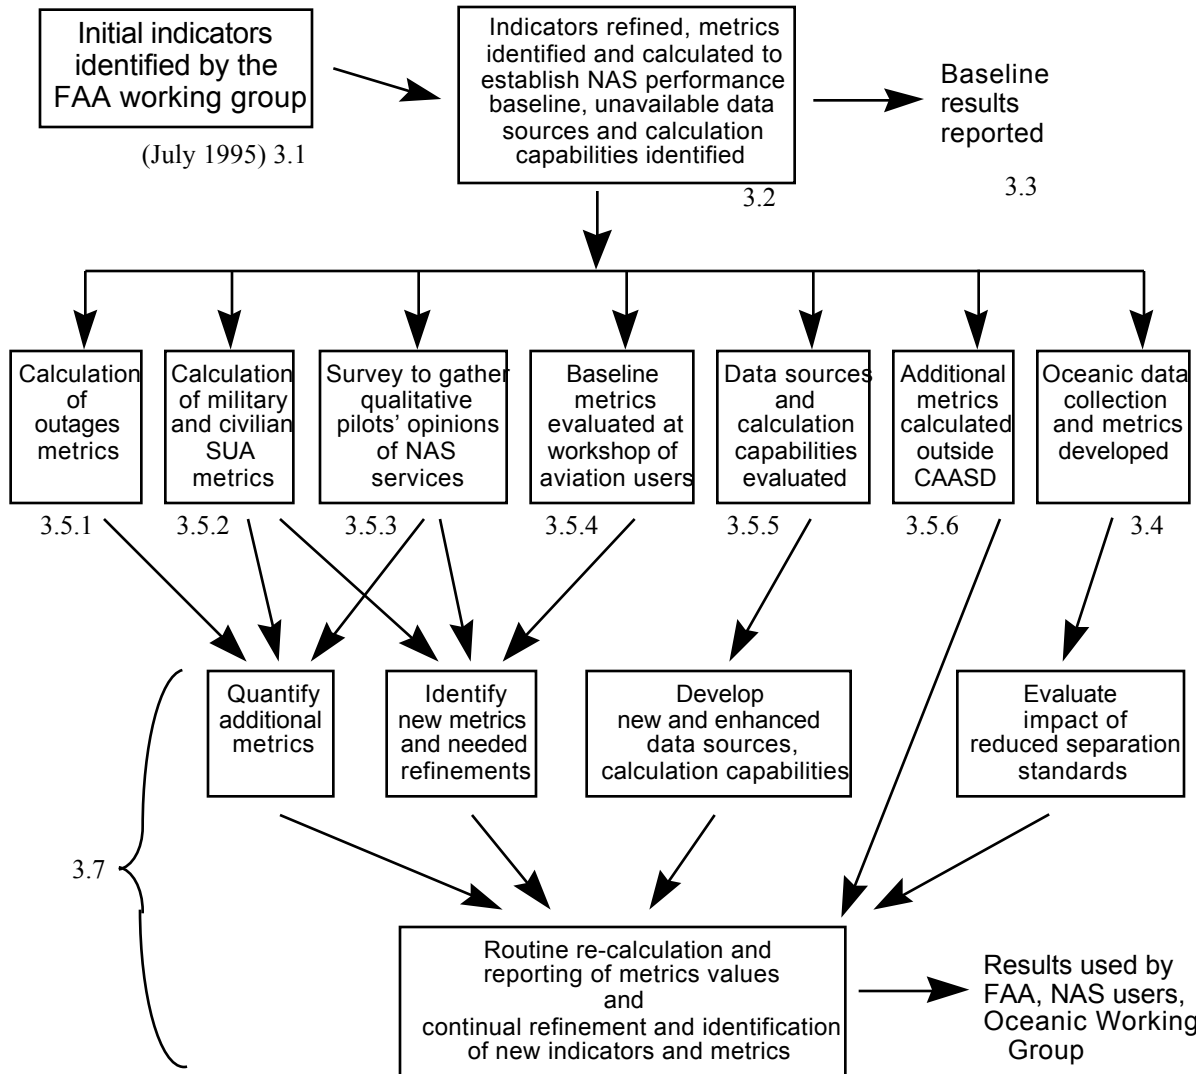 Initial indicators
identified by the
FAA working group
(July 1995) 3.1
Indicators refined, metrics
identified and calculated to
establish NAS performance
baseline, unavailable data
sources and calculation
capabilities identified
3.2
Baseline
results
reported
3.3
Calculation
of
outages
metrics
3.5.1
Calculation
of military
and civilian
SUA
metrics
3.5.2
Survey to gather
qualitative
pilots' opinions
of NAS
services
3.5.3
Baseline
metrics
evaluated at
workshop of
aviation users
3.5.4
Data sources
and
calculation
capabilities
evaluated
3.5.5
Additional
metrics
calculated
outside
CAASD
3.5.6
Oceanic data
collection
and metrics
developed
3.4
Quantify
additional
metrics
Identify
new metrics
and needed
refinements
Develop
new and enhanced
data sources,
calculation capabilities
Evaluate
impact of
reduced separation
standards
3.7
Routine re-calculation and
reporting of metrics values
and
continual refinement and identification
of new indicators and metrics
Results used by
FAA, NAS users,
Oceanic Working
Group